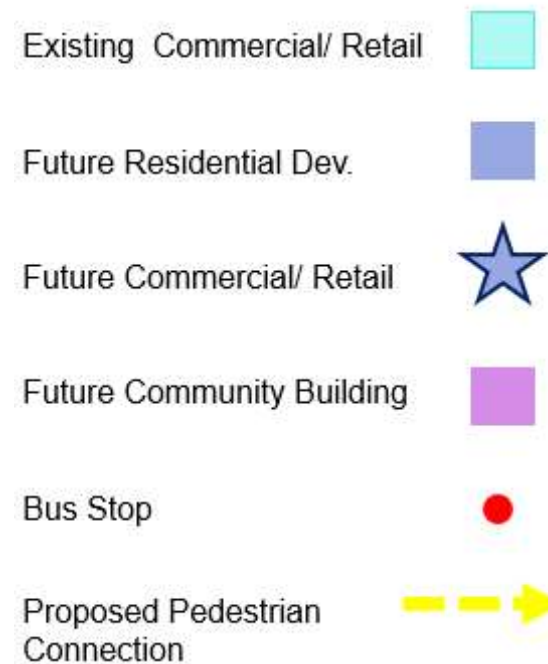 Existing  Commercial/ Retail
Future Residential Dev.
Future Commercial/ Retail
Future Community Building
Bus Stop
Proposed Pedestrian
Connection